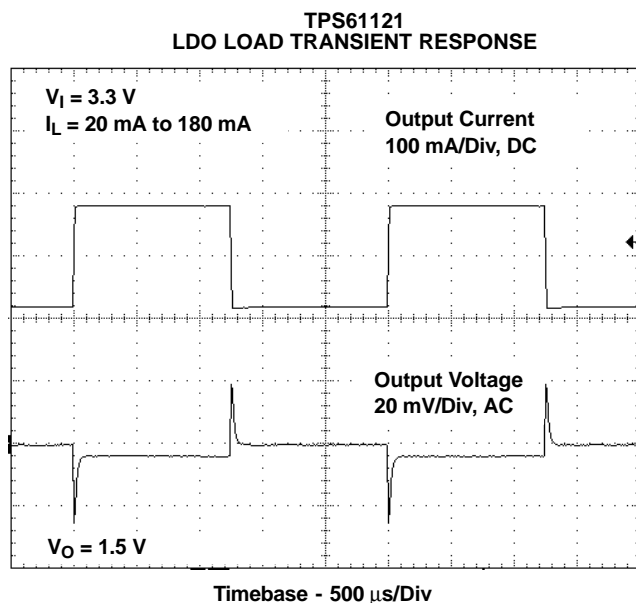 TPS61121
LDO LOAD TRANSIENT RESPONSE
VI = 3.3 V
IL = 20 mA to 180 mA
Output Current
100 mA/Div, DC
Output Voltage
20 mV/Div, AC
VO = 1.5 V
Timebase - 500 μs/Div